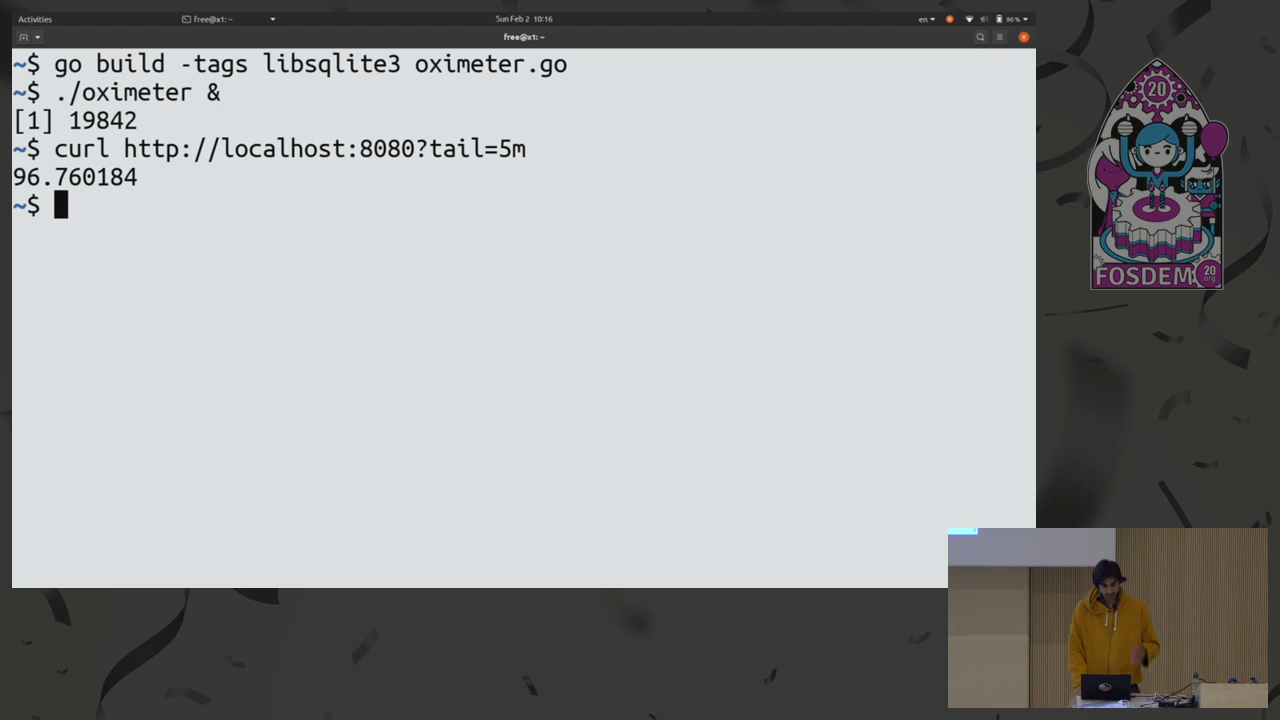 Activities
free@x1: ~
Sun Feb 2 10:16
en
90 %
free@x1: ~
~$ go build -tags libsqlite3 oximeter.go
~$ ./oximeter &
[1] 19842
~$ curl http://localhost:8080?tail=5m
96.760184
~$
20
FOSDEM
20
.org